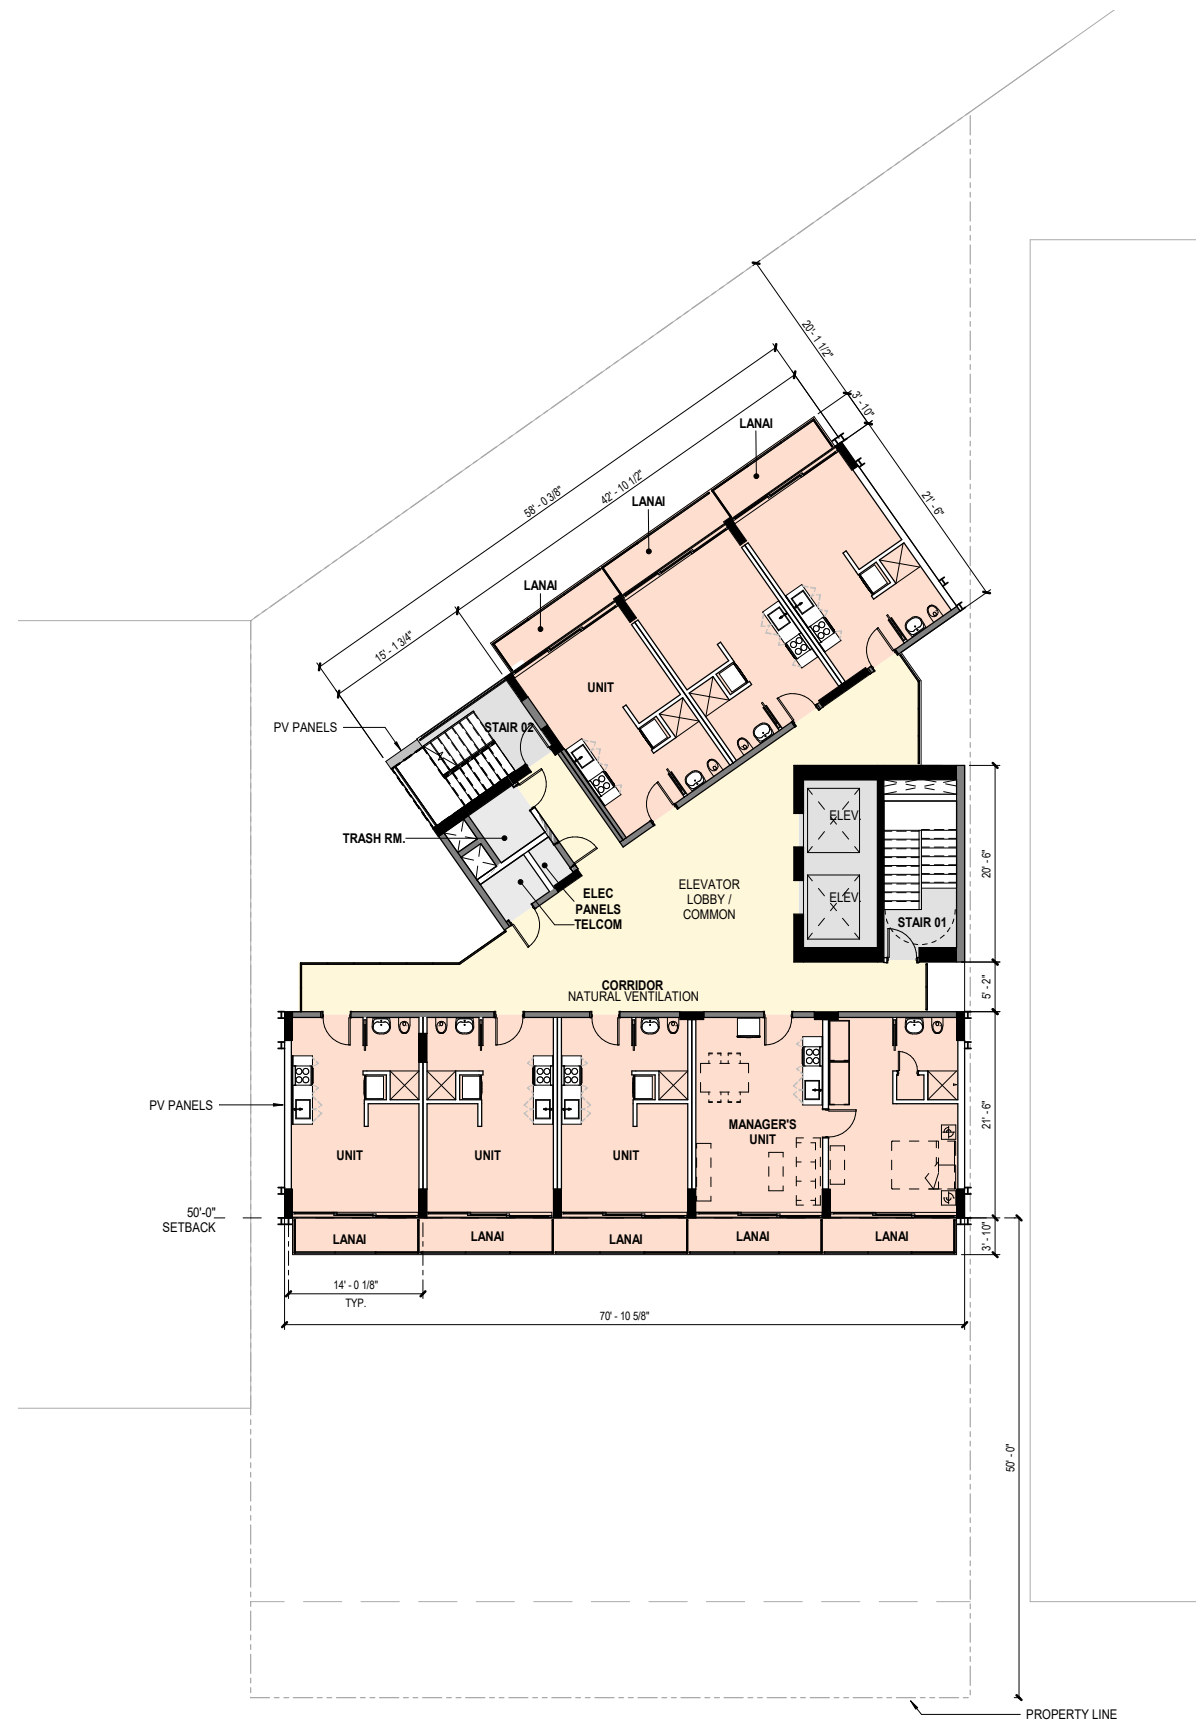 20' - 1 1/2"
3' - 10"
LANAI
58' - 0 3/8"
42' - 10 1/2"
21' - 6"
LANAI
LANAI
15' - 1 3/4"
UNIT
PV PANELS
STAIR 02
TRASH RM.
ELEV.
ELEV.
20' - 6"
ELEVATOR
LOBBY /
COMMON
ELEC
PANELS
TELCOM
STAIR 01
CORRIDOR
NATURAL VENTILATION
5' - 2"
PV PANELS
MANAGER'S
UNIT
21' - 6"
UNIT
UNIT
UNIT
50'-0"
SETBACK
LANAI
LANAI
LANAI
LANAI
LANAI
3' - 10"
14' - 0 1/8"
TYP.
70' - 10 5/8"
50' - 0"
PROPERTY LINE